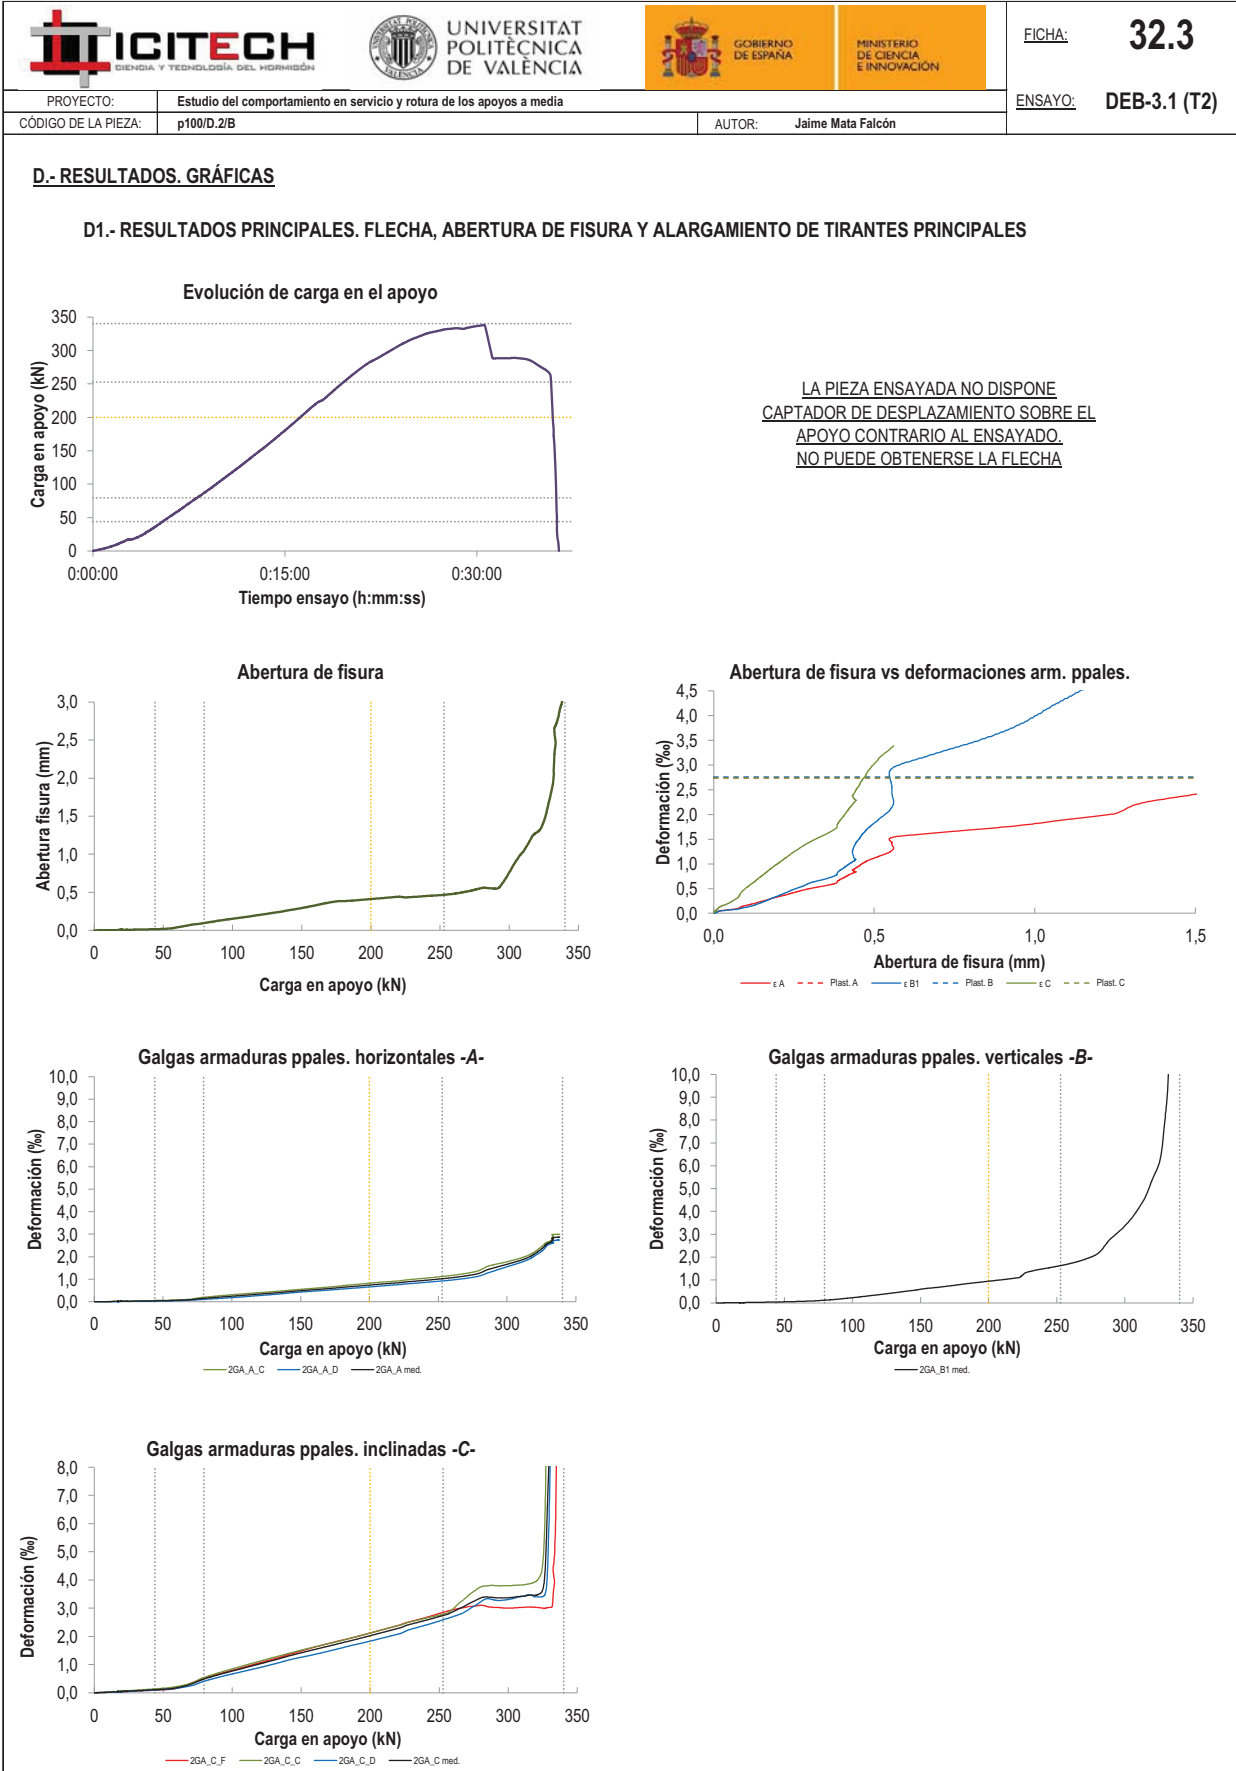 ICITECH
CIENCIA Y TECNOLOGÍA DEL HORMIGÓN
UNIVERSITAT
POLITÈCNICA
DE VALÈNCIA
GOBIERNO
DE ESPAÑA
MINISTERIO
DE CIENCIA
E INNOVACIÓN
FICHA: 32.3
PROYECTO: Estudio del comportamiento en servicio y rotura de los apoyos a media
ENSAYO: DEB-3.1 (T2)
CÓDIGO DE LA PIEZA: p100/D.2/B AUTOR: Jaime Mata Falcón
D.- RESULTADOS. GRÁFICAS
D1.- RESULTADOS PRINCIPALES. FLECHA, ABERTURA DE FISURA Y ALARGAMIENTO DE TIRANTES PRINCIPALES
Evolución de carga en el apoyo
Carga en apoyo (kN)
350
300
250
200
150
100
50
0
0:00:00 0:15:00 0:30:00
Tiempo ensayo (h:mm:ss)
LA PIEZA ENSAYADA NO DISPONE
CAPTADOR DE DESPLAZAMIENTO SOBRE EL
APOYO CONTRARIO AL ENSAYADO.
NO PUEDE OBTENERSE LA FLECHA
Abertura de fisura
Abertura fisura (mm)
3,0
2,5
2,0
1,5
1,0
0,5
0,0
0 50 100 150 200 250 300 350
Carga en apoyo (kN)
Abertura de fisura vs deformaciones arm. ppales.
Deformación (‰)
4,5
4,0
3,5
3,0
2,5
2,0
1,5
1,0
0,5
0,0
0,0 0,5 1,0 1,5
Abertura de fisura (mm)
ε A Plast. A ε B1 Plast. B ε C Plast. C
Galgas armaduras ppales. horizontales -A-
Deformación (‰)
10,0
9,0
8,0
7,0
6,0
5,0
4,0
3,0
2,0
1,0
0,0
0 50 100 150 200 250 300 350
Carga en apoyo (kN)
2GA_A_C 2GA_A_D 2GA_A med.
Galgas armaduras ppales. verticales -B-
Deformación (‰)
10,0
9,0
8,0
7,0
6,0
5,0
4,0
3,0
2,0
1,0
0,0
0 50 100 150 200 250 300 350
Carga en apoyo (kN)
2GA_B1 med.
Galgas armaduras ppales. inclinadas -C-
Deformación (‰)
8,0
7,0
6,0
5,0
4,0
3,0
2,0
1,0
0,0
0 50 100 150 200 250 300 350
Carga en apoyo (kN)
2GA_C_F 2GA_C_C 2GA_C_D 2GA_C med.